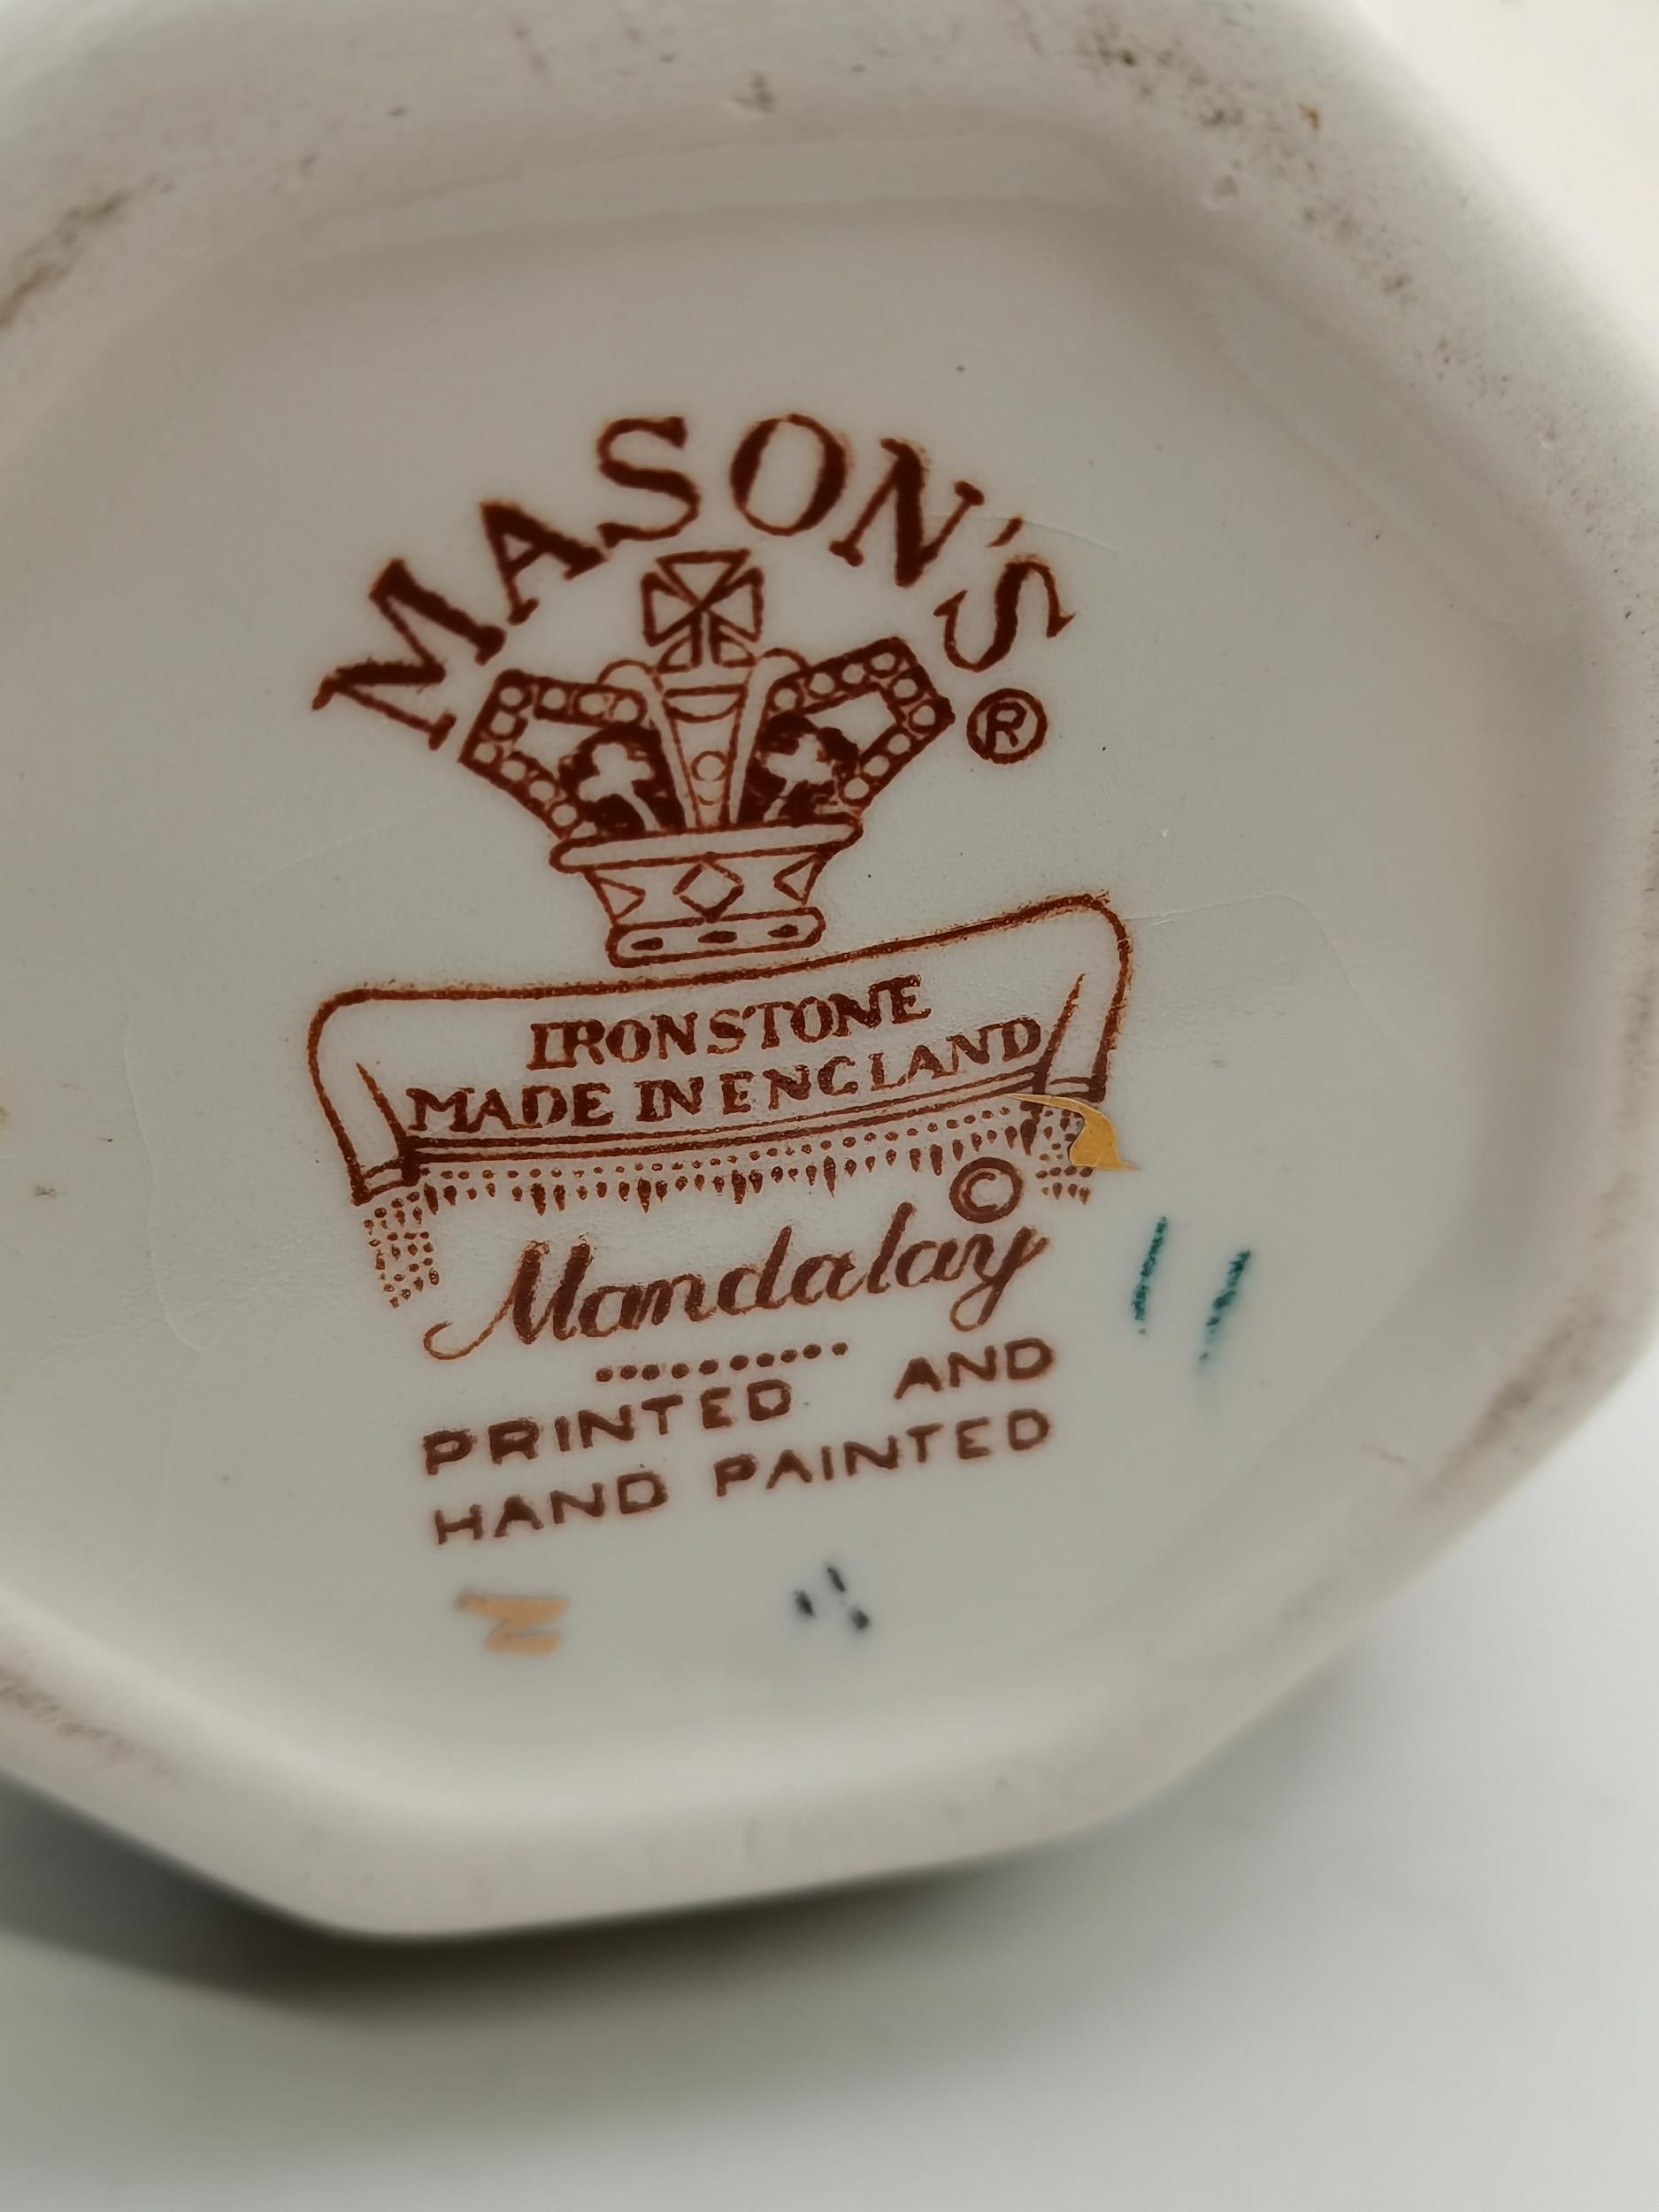 MASON'S
®
IRONSTONE
MADE IN ENGLAND
©
Mandalay
PRINTED AND
HAND PAINTED